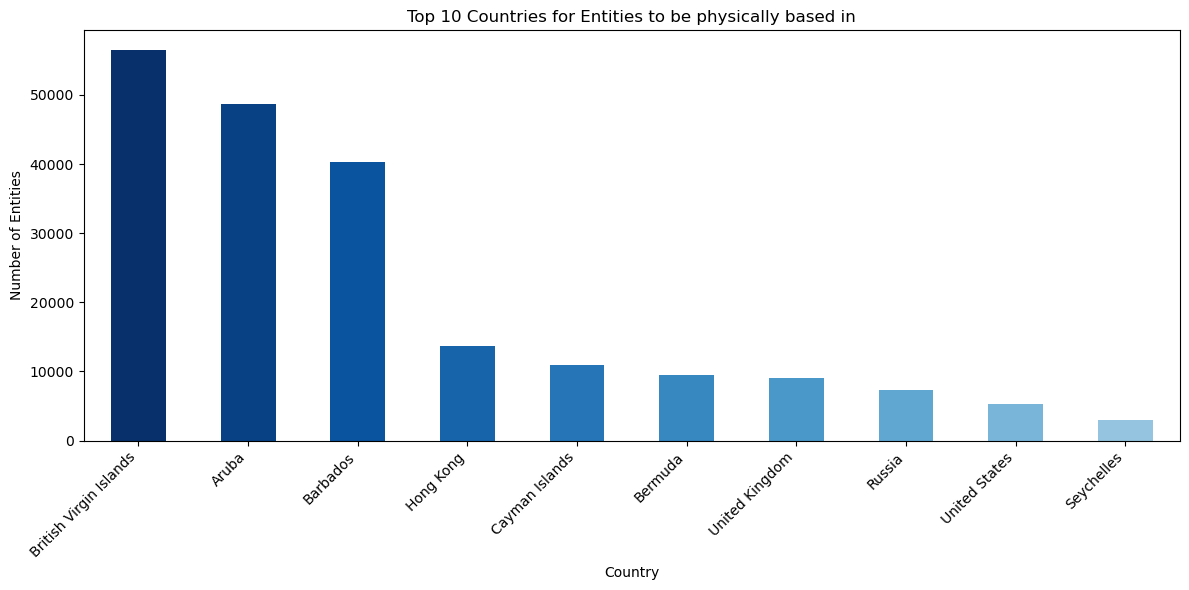 Top 10 Countries for Entities to be physically based in
Number of Entities
50000
40000
30000
20000
10000
0
British Virgin Islands
Aruba
Barbados
Hong Kong
Cayman Islands
Bermuda
United Kingdom
Russia
United States
Seychelles
Country